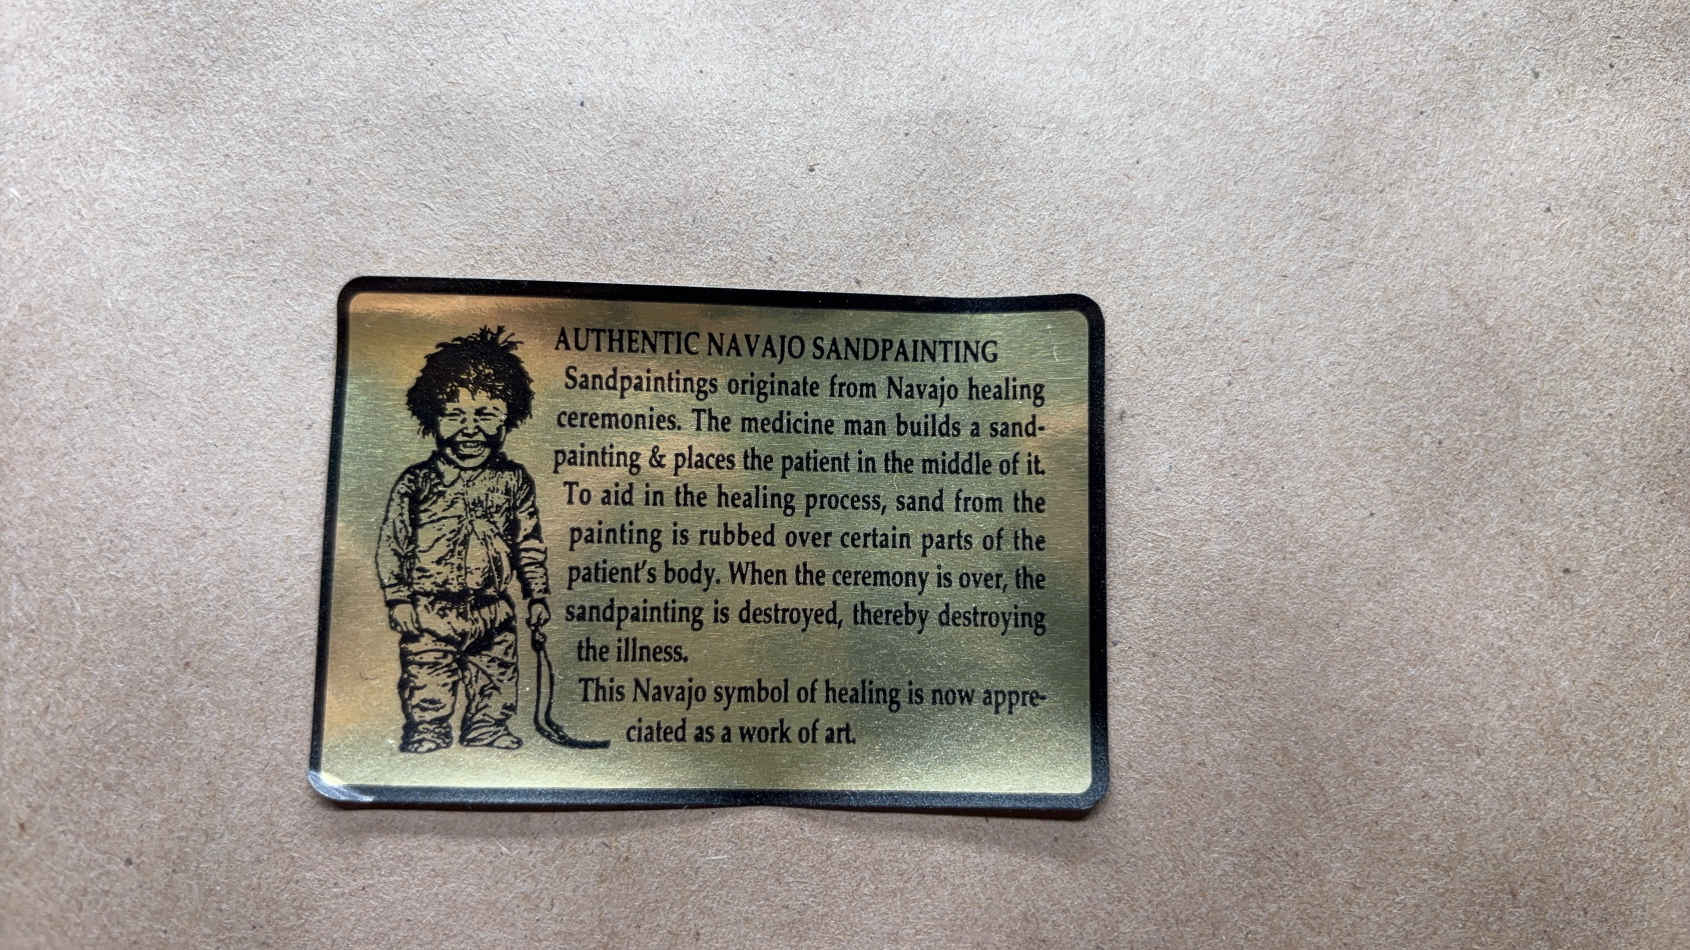 AUTHENTIC NAVAJO SANDPAINTING
Sandpaintings originate from Navajo healing
ceremonies. The medicine man builds a sand-
painting & places the patient in the middle of it.
To aid in the healing process, sand from the
painting is rubbed over certain parts of the
patient's body. When the ceremony is over, the
sandpainting is destroyed, thereby destroying
the illness.
This Navajo symbol of healing is now appre-
ciated as a work of art.